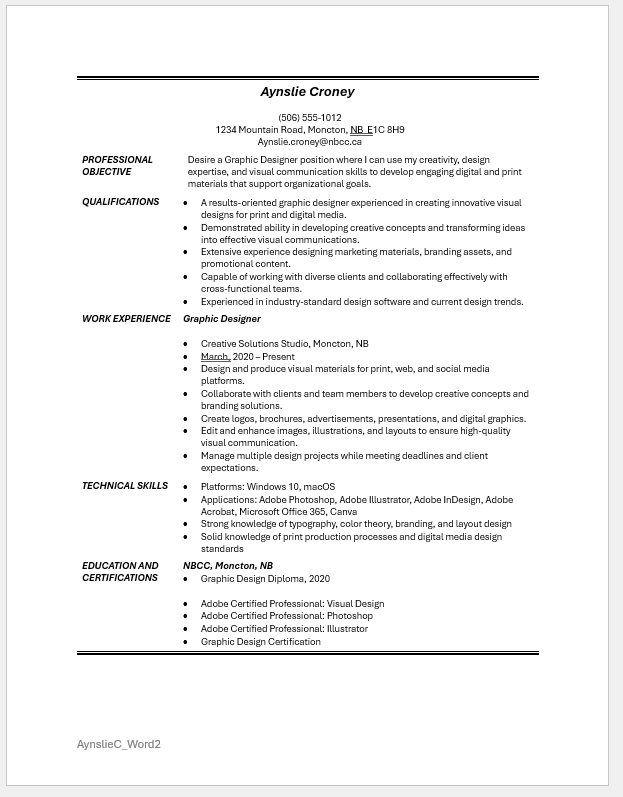 Aynslie Croney
(506) 555-1012
1234 Mountain Road, Moncton, NB E1C 8H9
Aynslie.croney@nbcc.ca
PROFESSIONAL
OBJECTIVE
Desire a Graphic Designer position where I can use my creativity, design
expertise, and visual communication skills to develop engaging digital and print
materials that support organizational goals.
QUALIFICATIONS
• A results-oriented graphic designer experienced in creating innovative visual
designs for print and digital media.
• Demonstrated ability in developing creative concepts and transforming ideas
into effective visual communications.
• Extensive experience designing marketing materials, branding assets, and
promotional content.
• Capable of working with diverse clients and collaborating effectively with
cross-functional teams.
• Experienced in industry-standard design software and current design trends.
WORK EXPERIENCE
Graphic Designer
• Creative Solutions Studio, Moncton, NB
• March, 2020 – Present
• Design and produce visual materials for print, web, and social media
platforms.
• Collaborate with clients and team members to develop creative concepts and
branding solutions.
• Create logos, brochures, advertisements, presentations, and digital graphics.
• Edit and enhance images, illustrations, and layouts to ensure high-quality
visual communication.
• Manage multiple design projects while meeting deadlines and client
expectations.
TECHNICAL SKILLS
• Platforms: Windows 10, macOS
• Applications: Adobe Photoshop, Adobe Illustrator, Adobe InDesign, Adobe
Acrobat, Microsoft Office 365, Canva
• Strong knowledge of typography, color theory, branding, and layout design
• Solid knowledge of print production processes and digital media design
standards
EDUCATION AND
CERTIFICATIONS
NBCC, Moncton, NB
• Graphic Design Diploma, 2020
• Adobe Certified Professional: Visual Design
• Adobe Certified Professional: Photoshop
• Adobe Certified Professional: Illustrator
• Graphic Design Certification
AynslieC_Word2